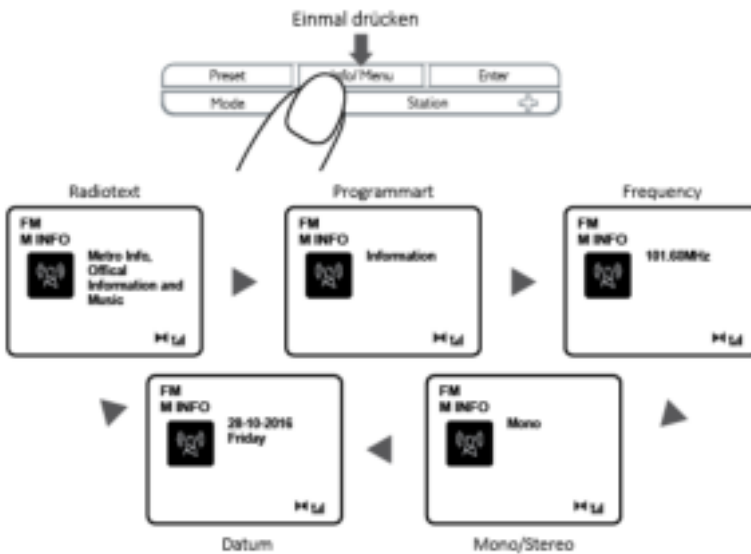 Einmal drücken
Preset Info/Menu Enter
Mode Station
Radiotext
FM
M INFO
Metro Info,
Offical
Information and
Music
Programmart
FM
M INFO
Information
Frequency
FM
M INFO
101.60MHz
FM
M INFO
28-10-2016
Friday
Datum
FM
M INFO
Mono
Mono/Stereo